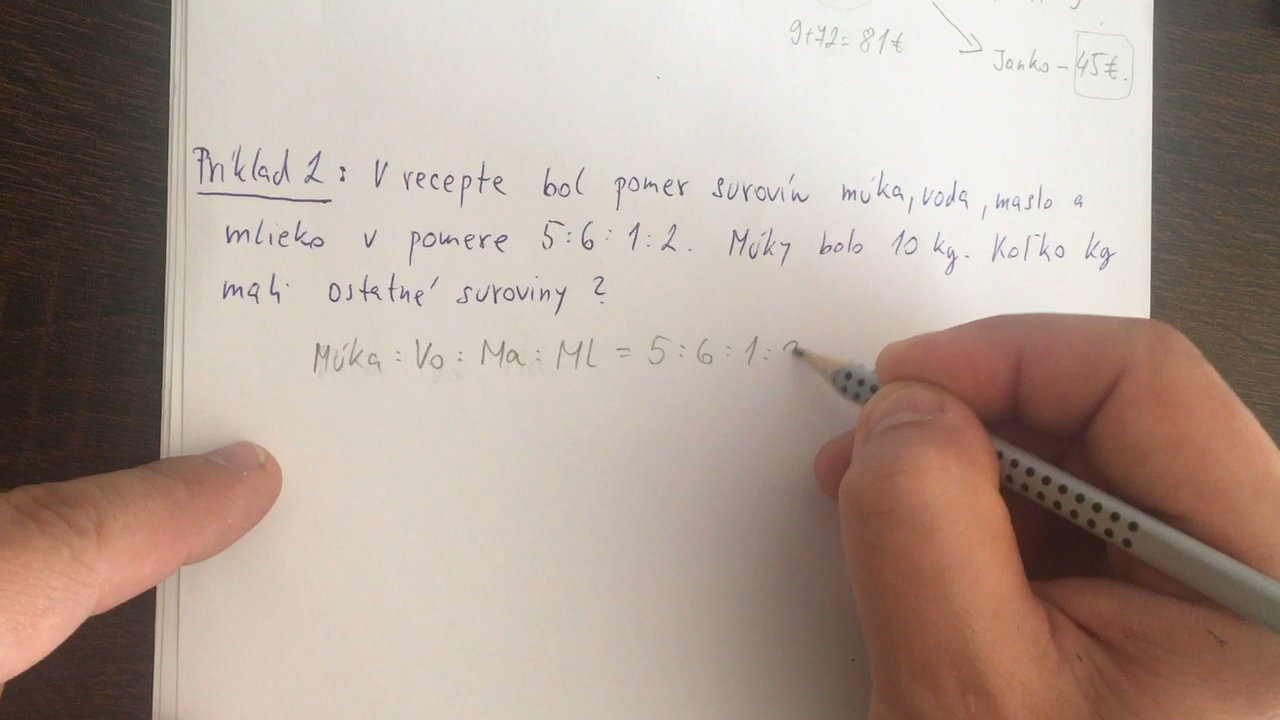 9+72=81€
Janko - 45€.
Príklad 2: V recepte bol pomer surovín múka, voda, maslo a
mlieko v pomere 5:6:1:2. Múky bolo 10 kg. Koľko kg
mali ostatné suroviny?
Múka : Vo : Ma : Ml = 5 : 6 : 1 :